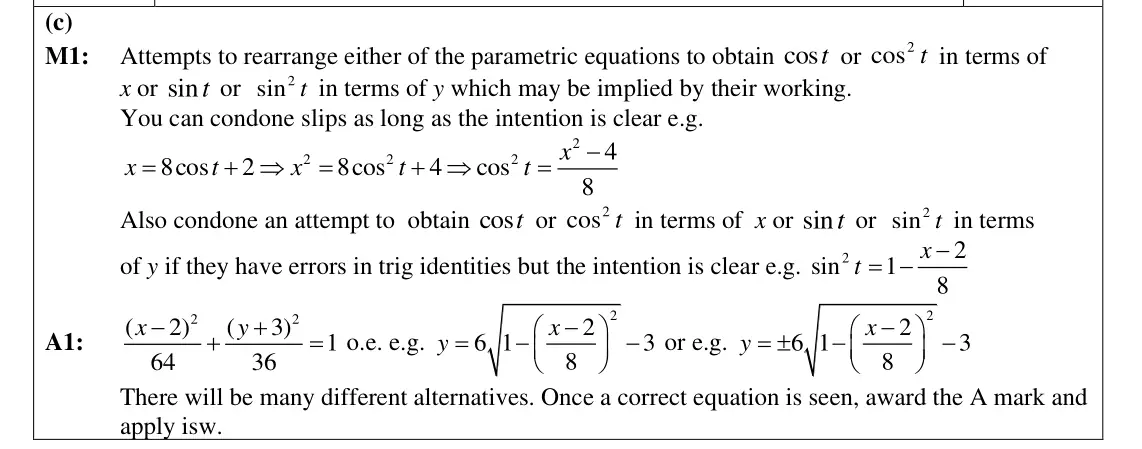 (c)
M1: Attempts to rearrange either of the parametric equations to obtain cos t or cos² t in terms of
x or sin t or sin² t in terms of y which may be implied by their working.
You can condone slips as long as the intention is clear e.g.
x = 8cos t + 2 ⇒ x² = 8cos² t + 4 ⇒ cos² t = (x² − 4)/8
Also condone an attempt to obtain cos t or cos² t in terms of x or sin t or sin² t in terms
of y if they have errors in trig identities but the intention is clear e.g. sin² t = 1 − (x − 2)/8
A1: (x − 2)²/64 + (y + 3)²/36 = 1 o.e. e.g. y = 6√(1 − ((x − 2)/8)²) − 3 or e.g. y = ±6√(1 − ((x − 2)/8)²) − 3
There will be many different alternatives. Once a correct equation is seen, award the A mark and
apply isw.